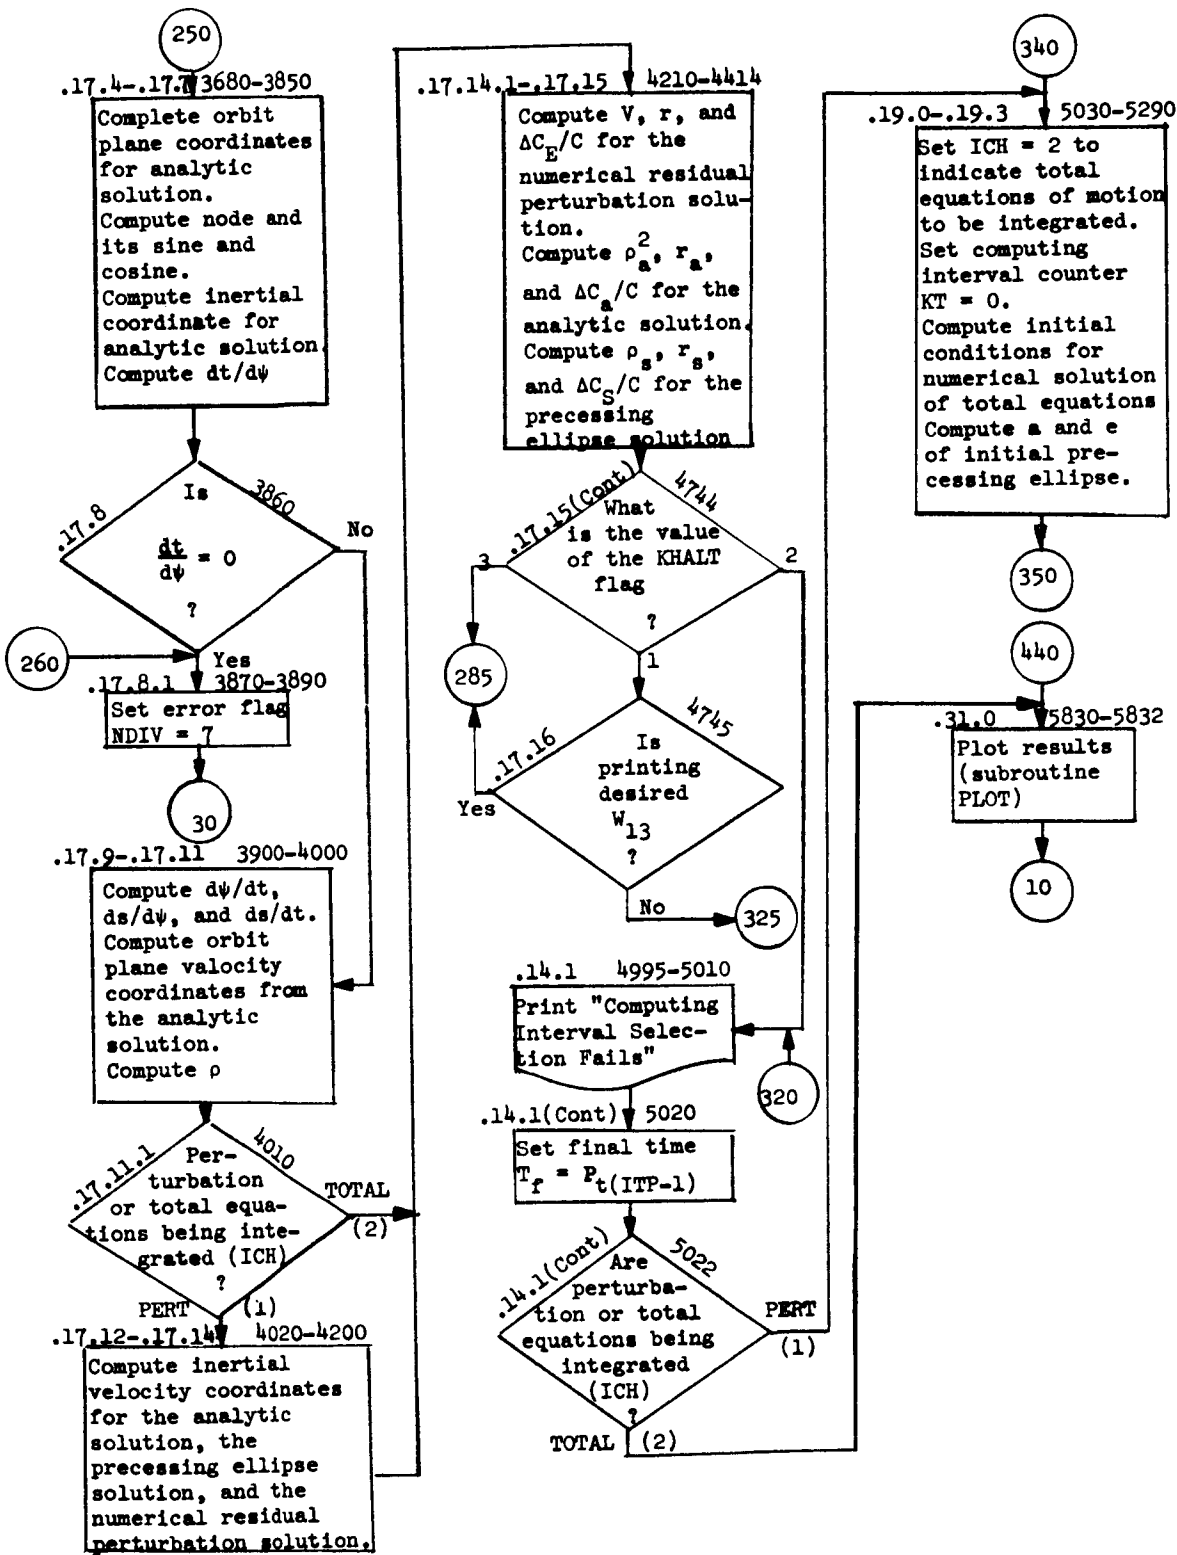 250
.17.4-.17.7 3680-3850
Complete orbit
plane coordinates
for analytic
solution.
Compute node and
its sine and
cosine.
Compute inertial
coordinate for
analytic solution.
Compute dt/dψ
.17.8
3860
Is
dt
dψ = 0
?
No
260
Yes
.17.8.1 3870-3890
Set error flag
NDIV = 7
30
.17.9-.17.11 3900-4000
Compute dψ/dt,
ds/dψ, and ds/dt.
Compute orbit
plane velocity
coordinates from
the analytic
solution.
Compute ρ
.17.11.1
4010
Per-
turbation
or total equa-
tions being inte-
grated (ICH)
?
TOTAL
(2)
PERT (1)
.17.12-.17.14 4020-4200
Compute inertial
velocity coordinates
for the analytic
solution, the
precessing ellipse
solution, and the
numerical residual
perturbation solution.
.17.14.1-.17.15 4210-4414
Compute V, r, and
ΔC_E/C for the
numerical residual
perturbation solu-
tion.
Compute ρ_a^2, r_a,
and ΔC_a/C for the
analytic solution.
Compute ρ_s, r_s,
and ΔC_S/C for the
precessing
ellipse solution
.17.15(Cont)
4744
What
is the value
of the KHALT
flag
?
3
2
1
285
.17.16
4745
Is
printing
desired
W_13
?
Yes
No
325
.14.1 4995-5010
Print "Computing
Interval Selec-
tion Fails"
320
.14.1(Cont) 5020
Set final time
T_f = P_t(ITP-1)
.14.1(Cont)
5022
Are
perturba-
tion or total
equations being
integrated
(ICH)
?
PERT
(1)
TOTAL (2)
340
.19.0-.19.3 5030-5290
Set ICH = 2 to
indicate total
equations of motion
to be integrated.
Set computing
interval counter
KT = 0.
Compute initial
conditions for
numerical solution
of total equations
Compute a and e
of initial pre-
cessing ellipse.
350
440
.31.0 5830-5832
Plot results
(subroutine
PLOT)
10